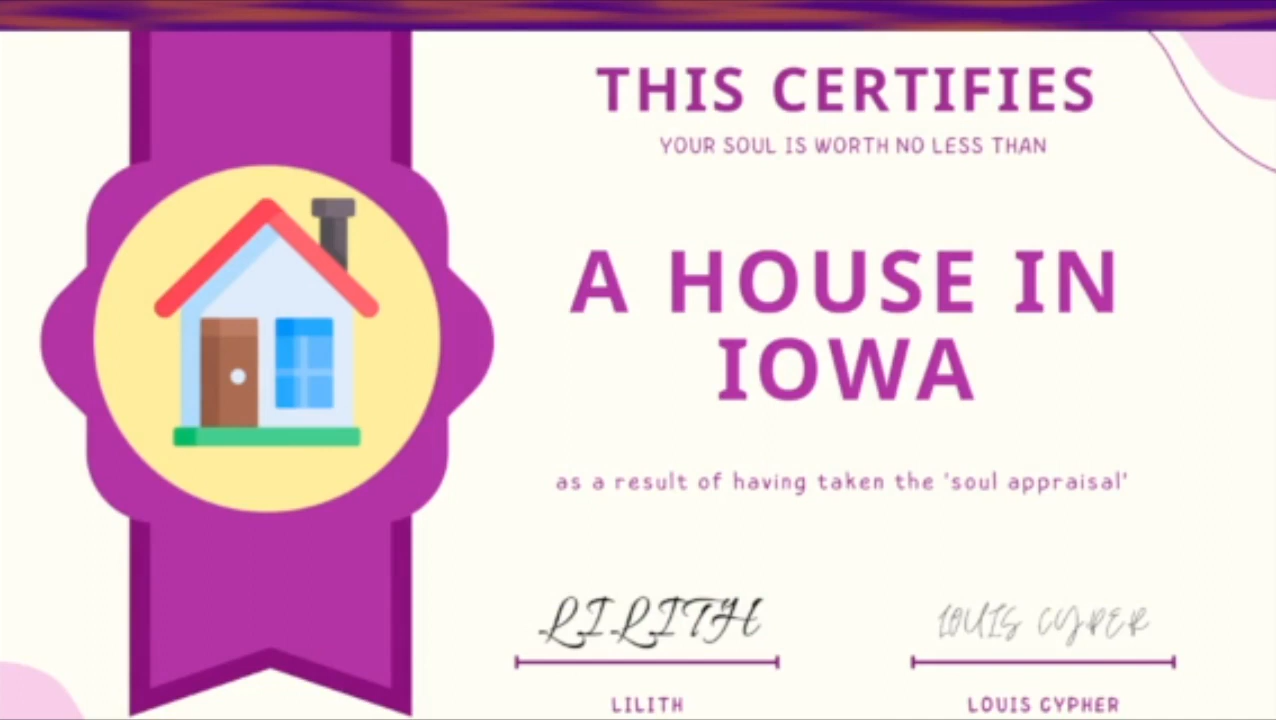 THIS CERTIFIES
YOUR SOUL IS WORTH NO LESS THAN
A HOUSE IN
IOWA
as a result of having taken the 'soul appraisal'
LILITH LOUIS CYPER
LILITH LOUIS CYPHER